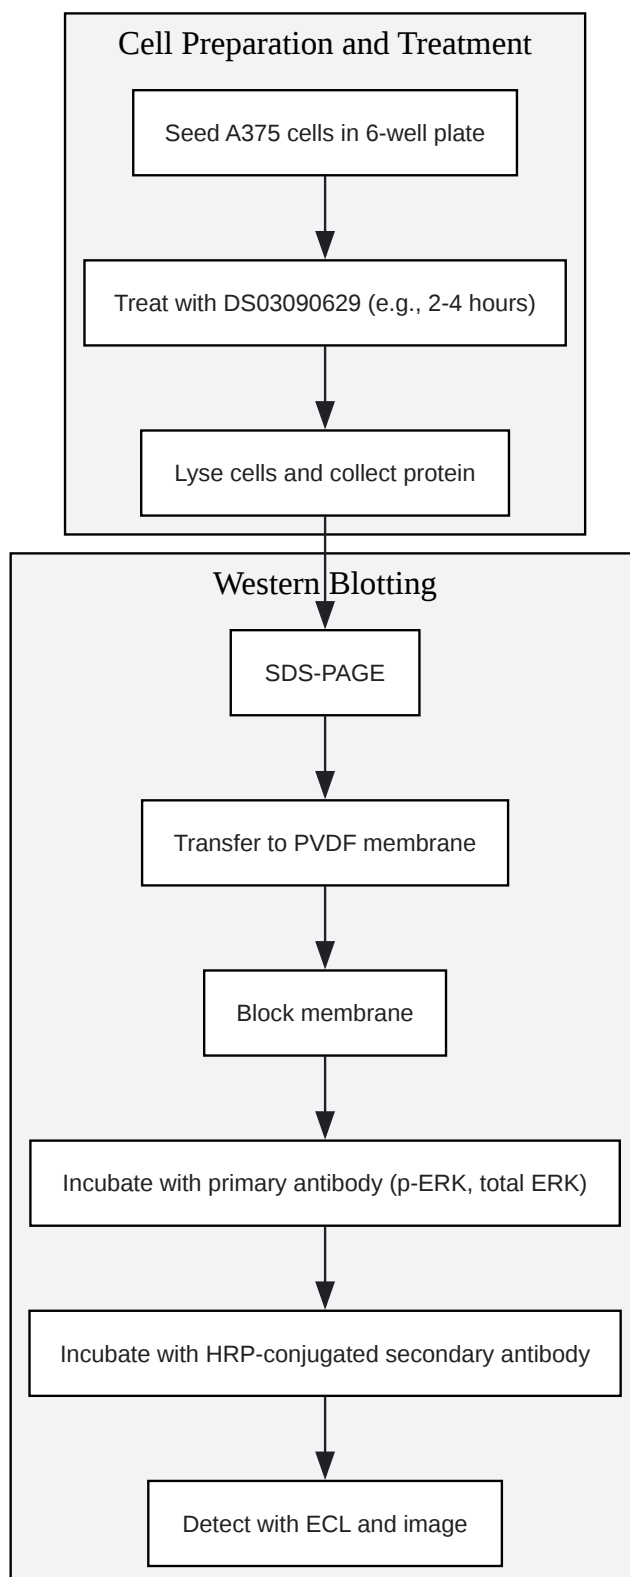 Cell Preparation and Treatment
Seed A375 cells in 6-well plate
Treat with DS03090629 (e.g., 2-4 hours)
Lyse cells and collect protein
Western Blotting
SDS-PAGE
Transfer to PVDF membrane
Block membrane
Incubate with primary antibody (p-ERK, total ERK)
Incubate with HRP-conjugated secondary antibody
Detect with ECL and image